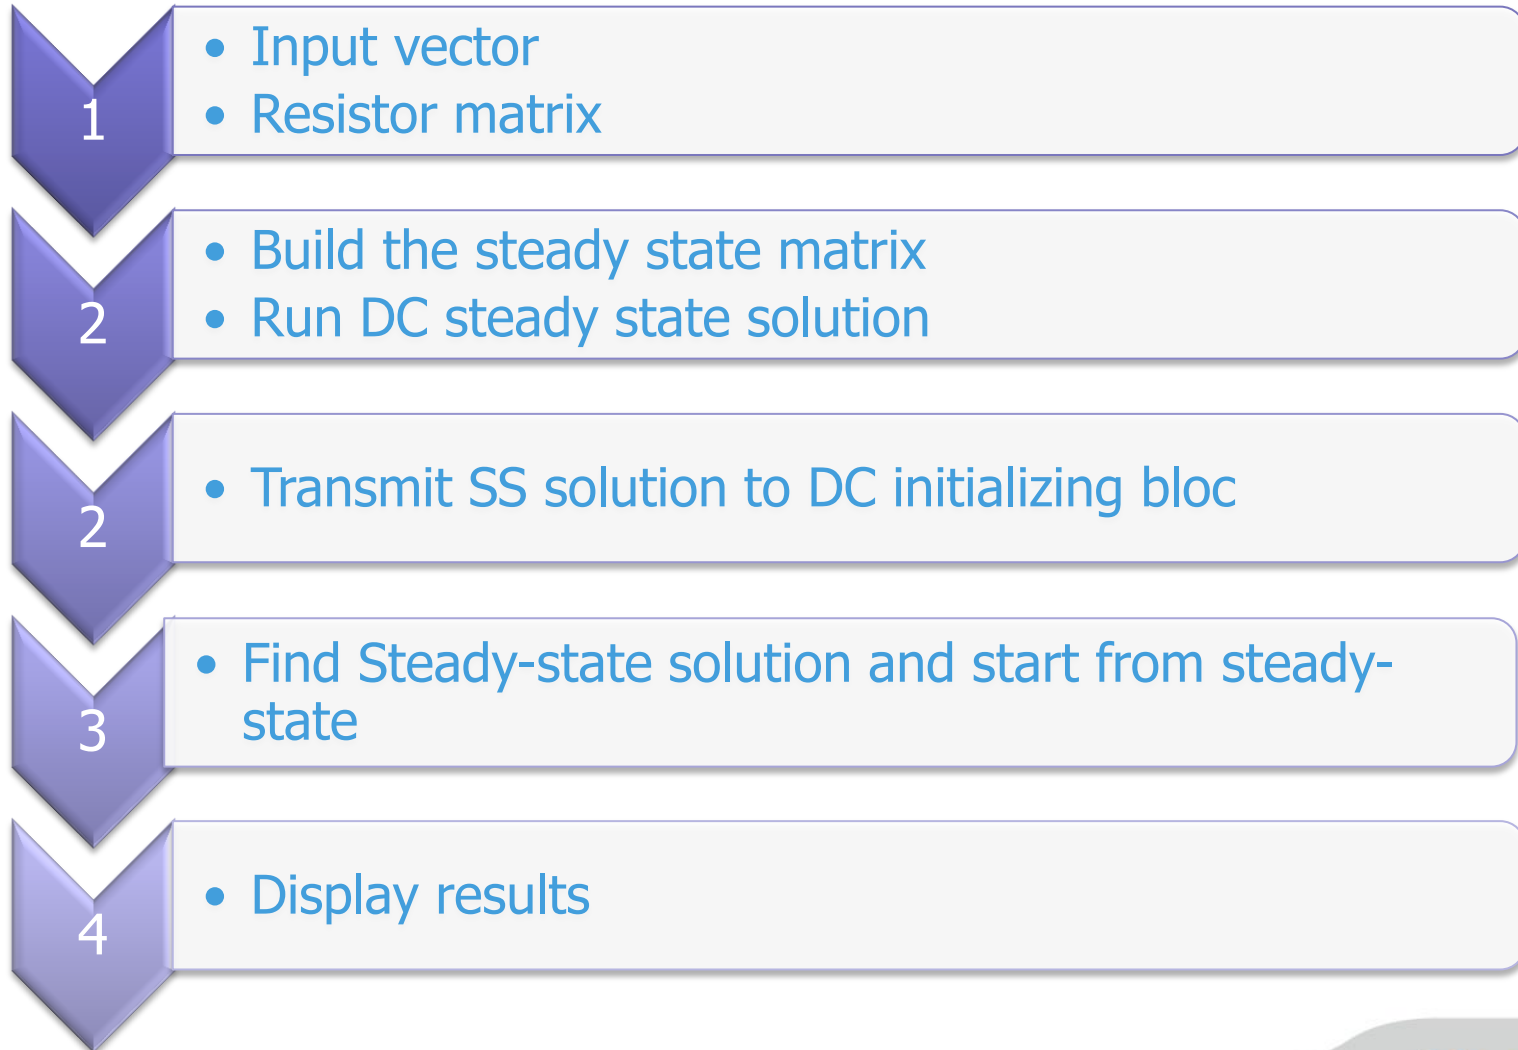 1
• Input vector
• Resistor matrix
2
• Build the steady state matrix
• Run DC steady state solution
2
• Transmit SS solution to DC initializing bloc
3
• Find Steady-state solution and start from steady-
state
4
• Display results